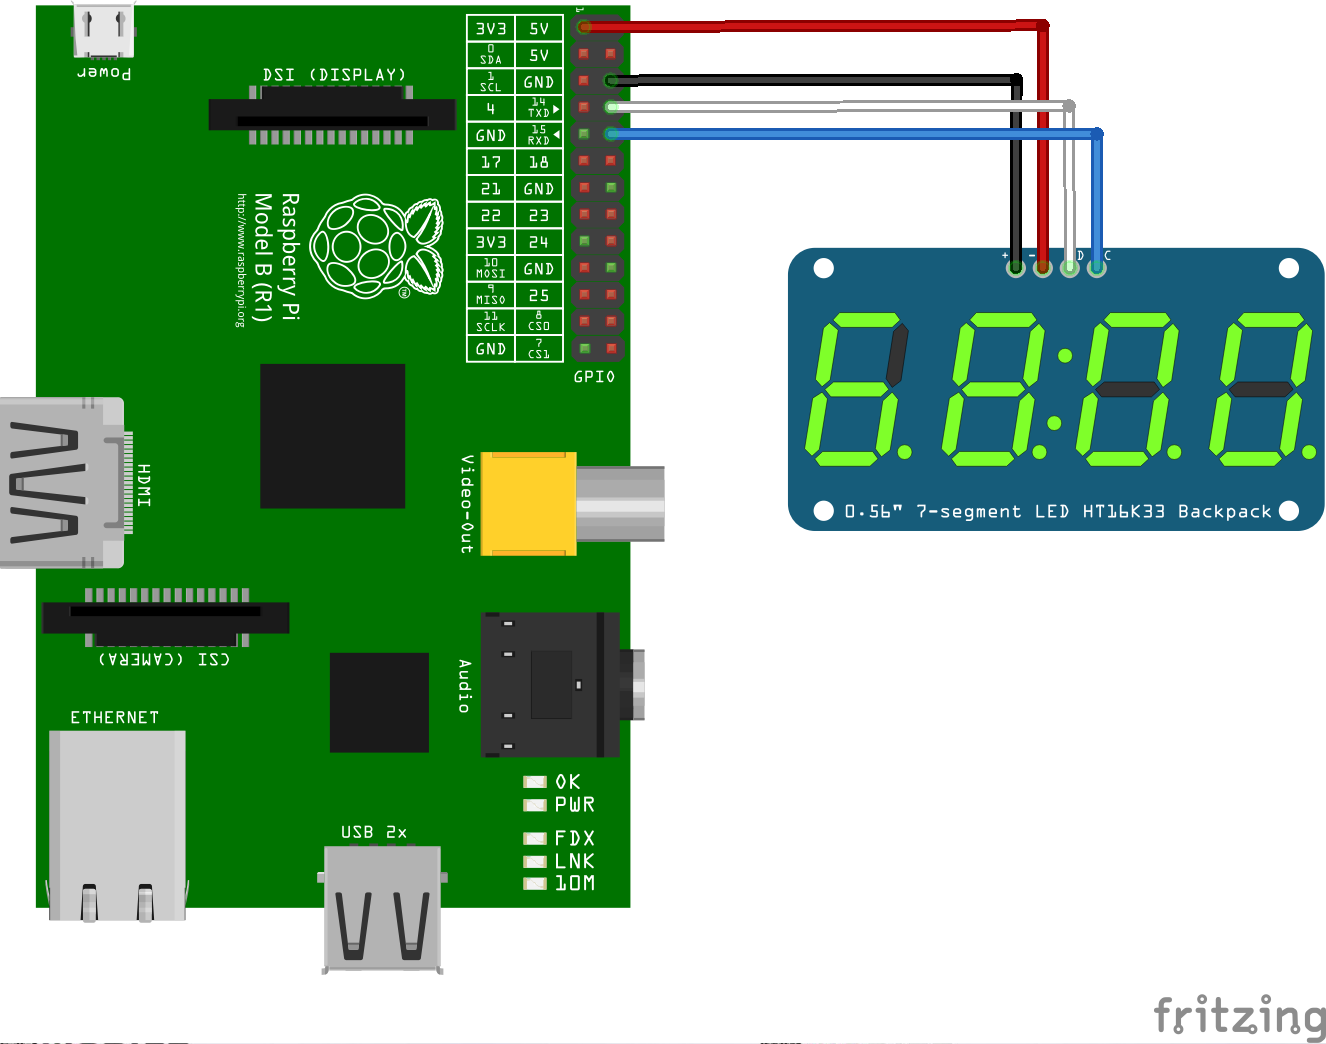 1
3V3 5V
0 SDA 5V
1 SCL GND
4 14 TXD
GND 15 RXD
17 18
21 GND
22 23
3V3 24
10 MOSI GND
9 MISO 25
11 SCLK 8 CS0
GND 7 CS1
GPIO
Power
DSI (DISPLAY)
Raspberry Pi
Model B (R1)
http://www.raspberrypi.org
TM
HDMI
Video-Out
CSI (CAMERA)
Audio
ETHERNET
USB 2x
OK
PWR
FDX
LNK
10M
+ - D C
0.56" 7-segment LED HT16K33 Backpack
fritzing